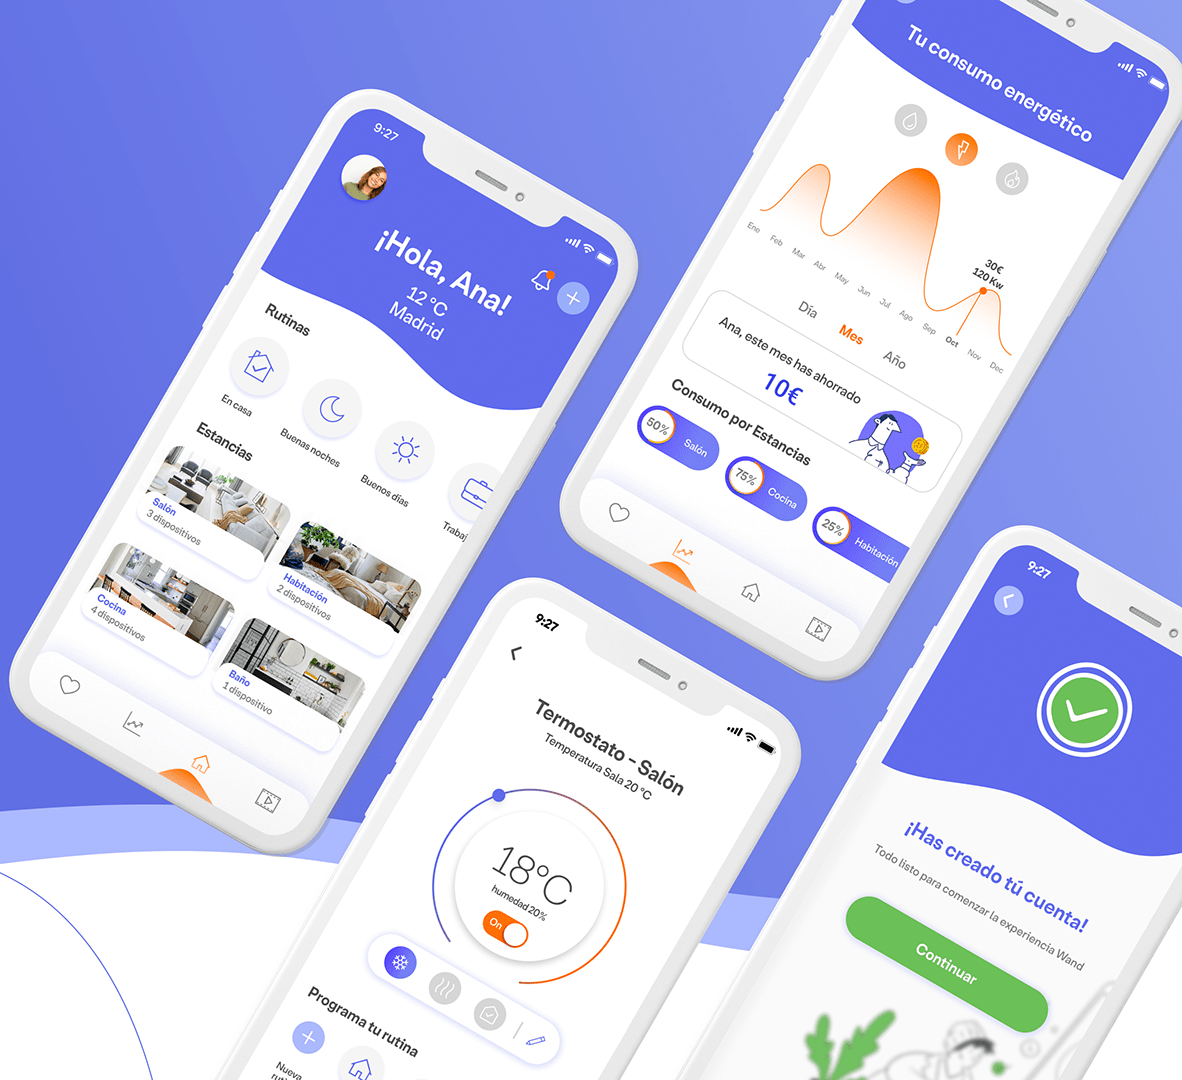 9:27
¡Hola, Ana!
12 ºC
Madrid
Rutinas
En casa
Buenas noches
Buenos días
Trabaj
Estancias
Salón
3 dispositivos
Habitación
2 dispositivos
Cocina
4 dispositivos
Baño
1 dispositivo
Tu consumo energético
Ene Feb Mar Abr May Jun Jul Ago Sep Oct Nov Dec
30€
120 Kw
Día
Mes
Año
Ana, este mes has ahorrado
10€
Consumo por Estancias
50%
Salón
75%
Cocina
25%
Habitación
9:27
Termostato - Salón
Temperatura Sala 20 ºC
18ºC
humedad 20%
On
Programa tu rutina
Nueva
9:27
¡Has creado tú cuenta!
Todo listo para comenzar la experiencia Wand
Continuar